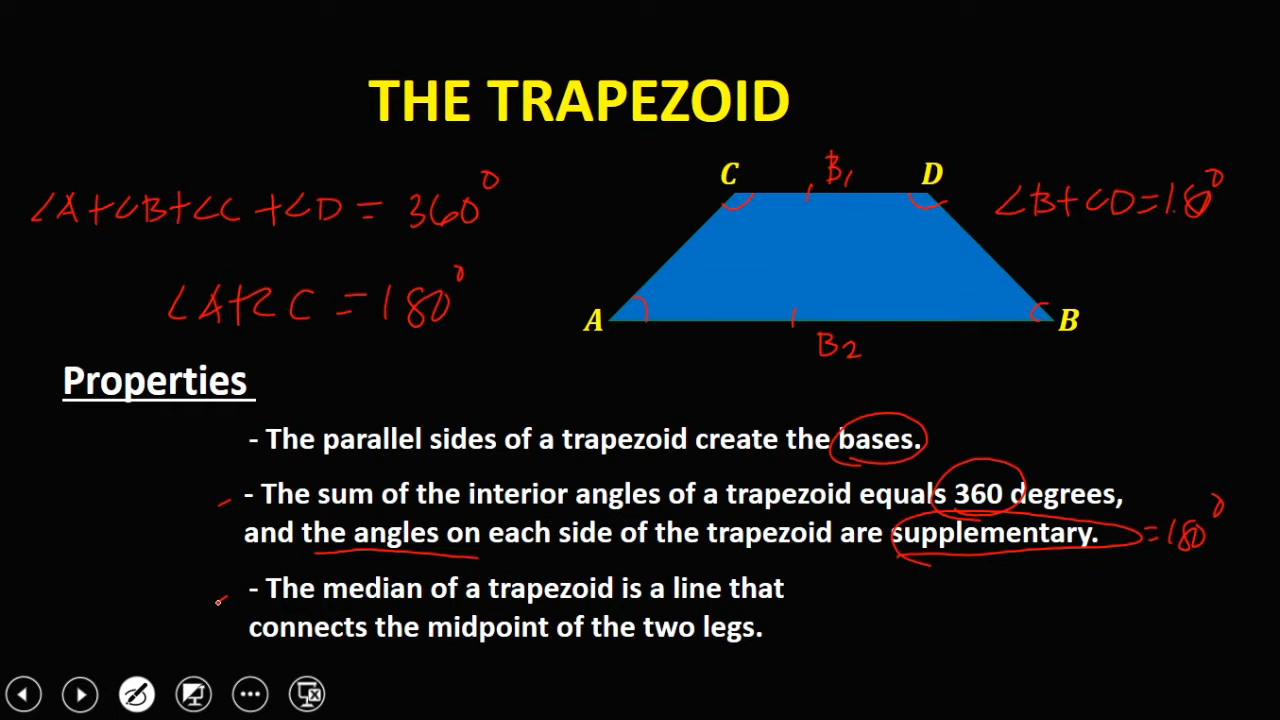 THE TRAPEZOID
∠A+∠B+∠C+∠D=360°
∠A+∠C=180°
C B₁ D
∠B+∠D=180°
A B
B₂
Properties
- The parallel sides of a trapezoid create the bases.
- The sum of the interior angles of a trapezoid equals 360 degrees,
and the angles on each side of the trapezoid are supplementary. =180°
- The median of a trapezoid is a line that
connects the midpoint of the two legs.